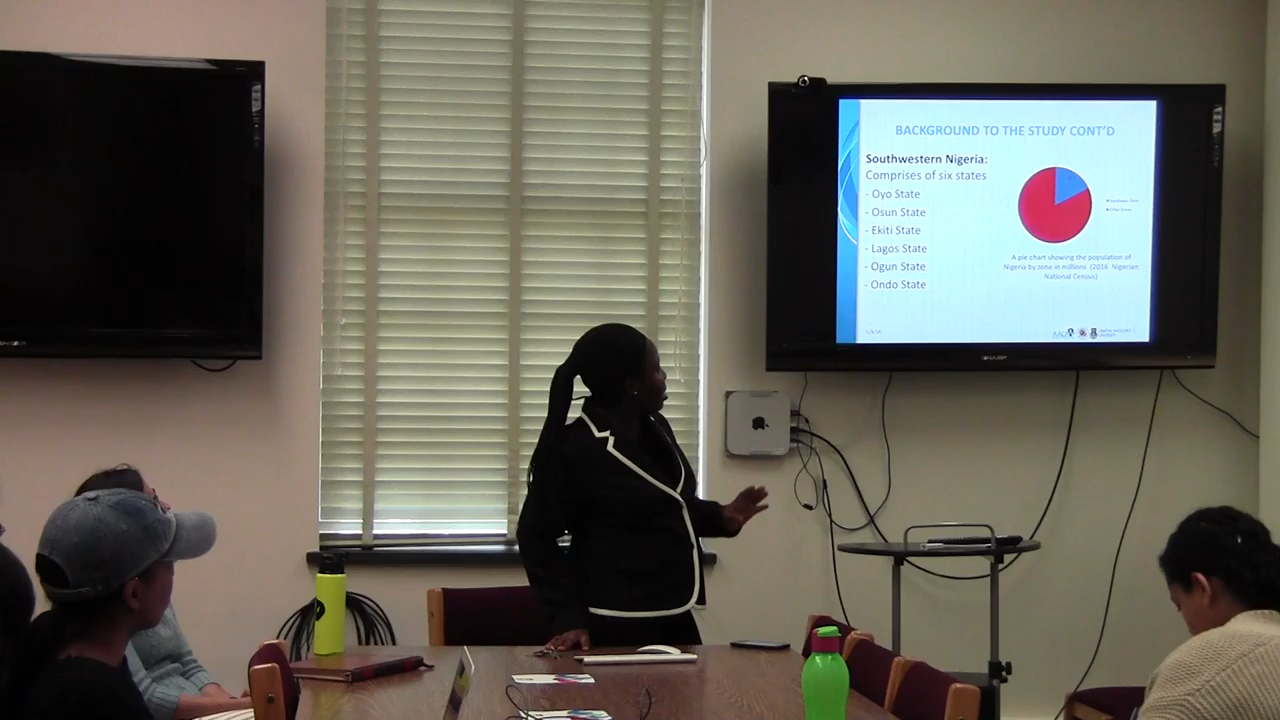 BACKGROUND TO THE STUDY CONT'D
Southwestern Nigeria:
Comprises of six states
- Oyo State
- Osun State
- Ekiti State
- Lagos State
- Ogun State
- Ondo State
A pie chart showing the population of
Nigeria by zone in millions (2016 Nigerian
National Census)
SHARP